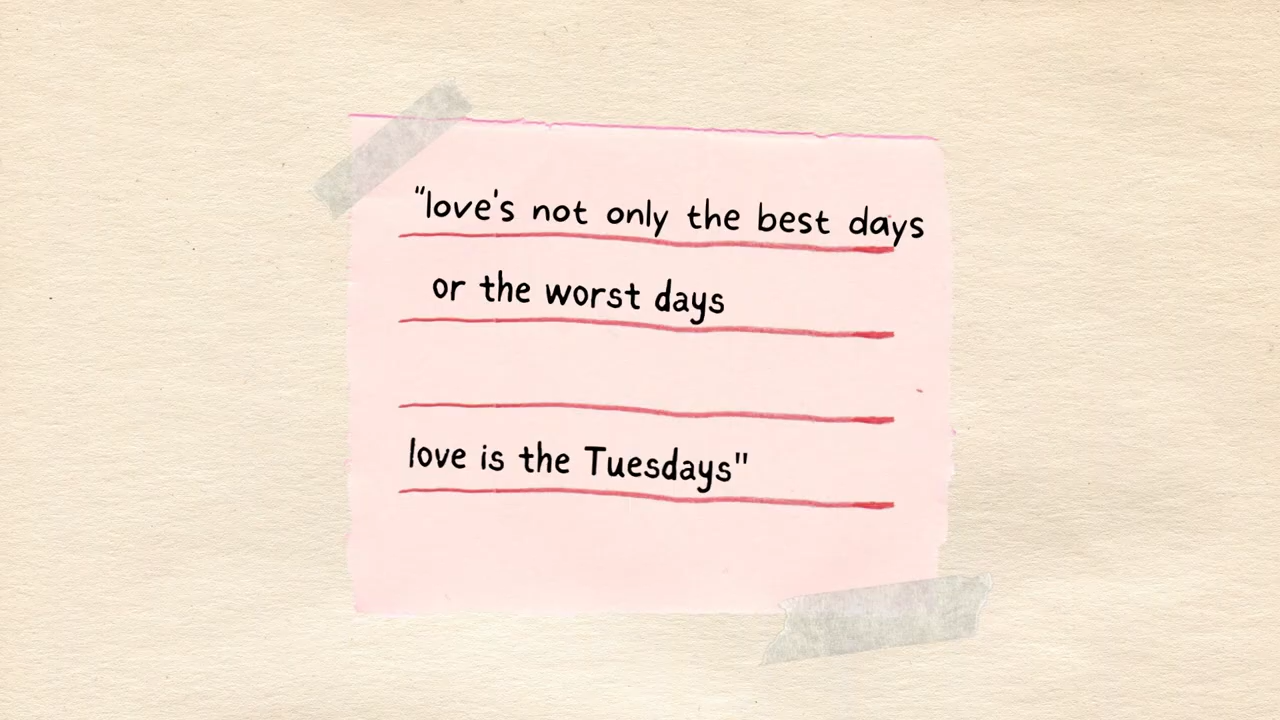 "love's not only the best days
or the worst days
love is the Tuesdays"